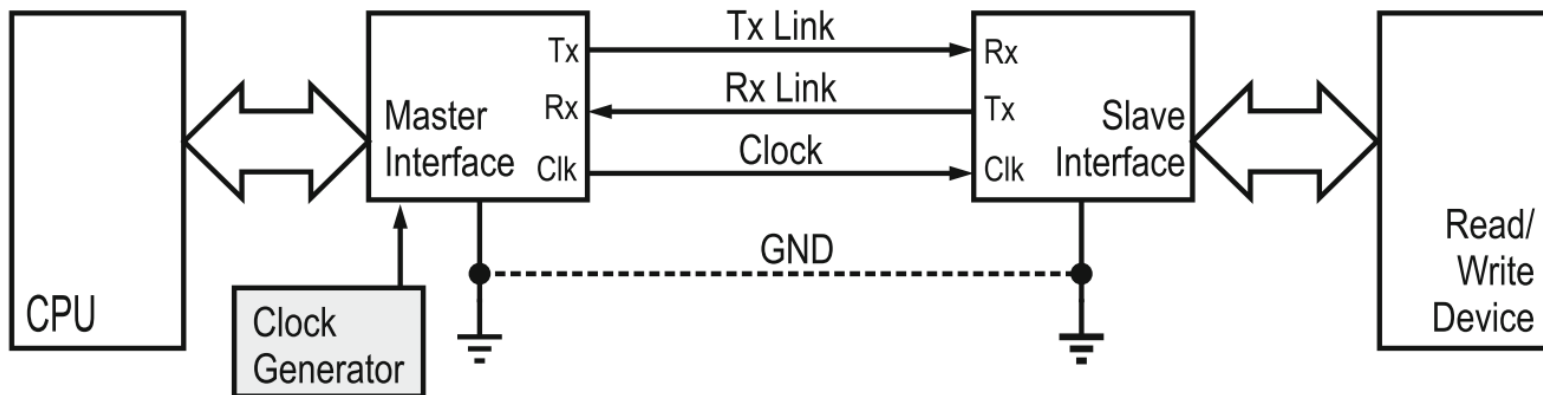 CPU
Clock
Generator
Master
Interface
Tx
Rx
Clk
Tx Link
Rx Link
Clock
GND
Rx
Tx
Clk
Slave
Interface
Read/
Write
Device